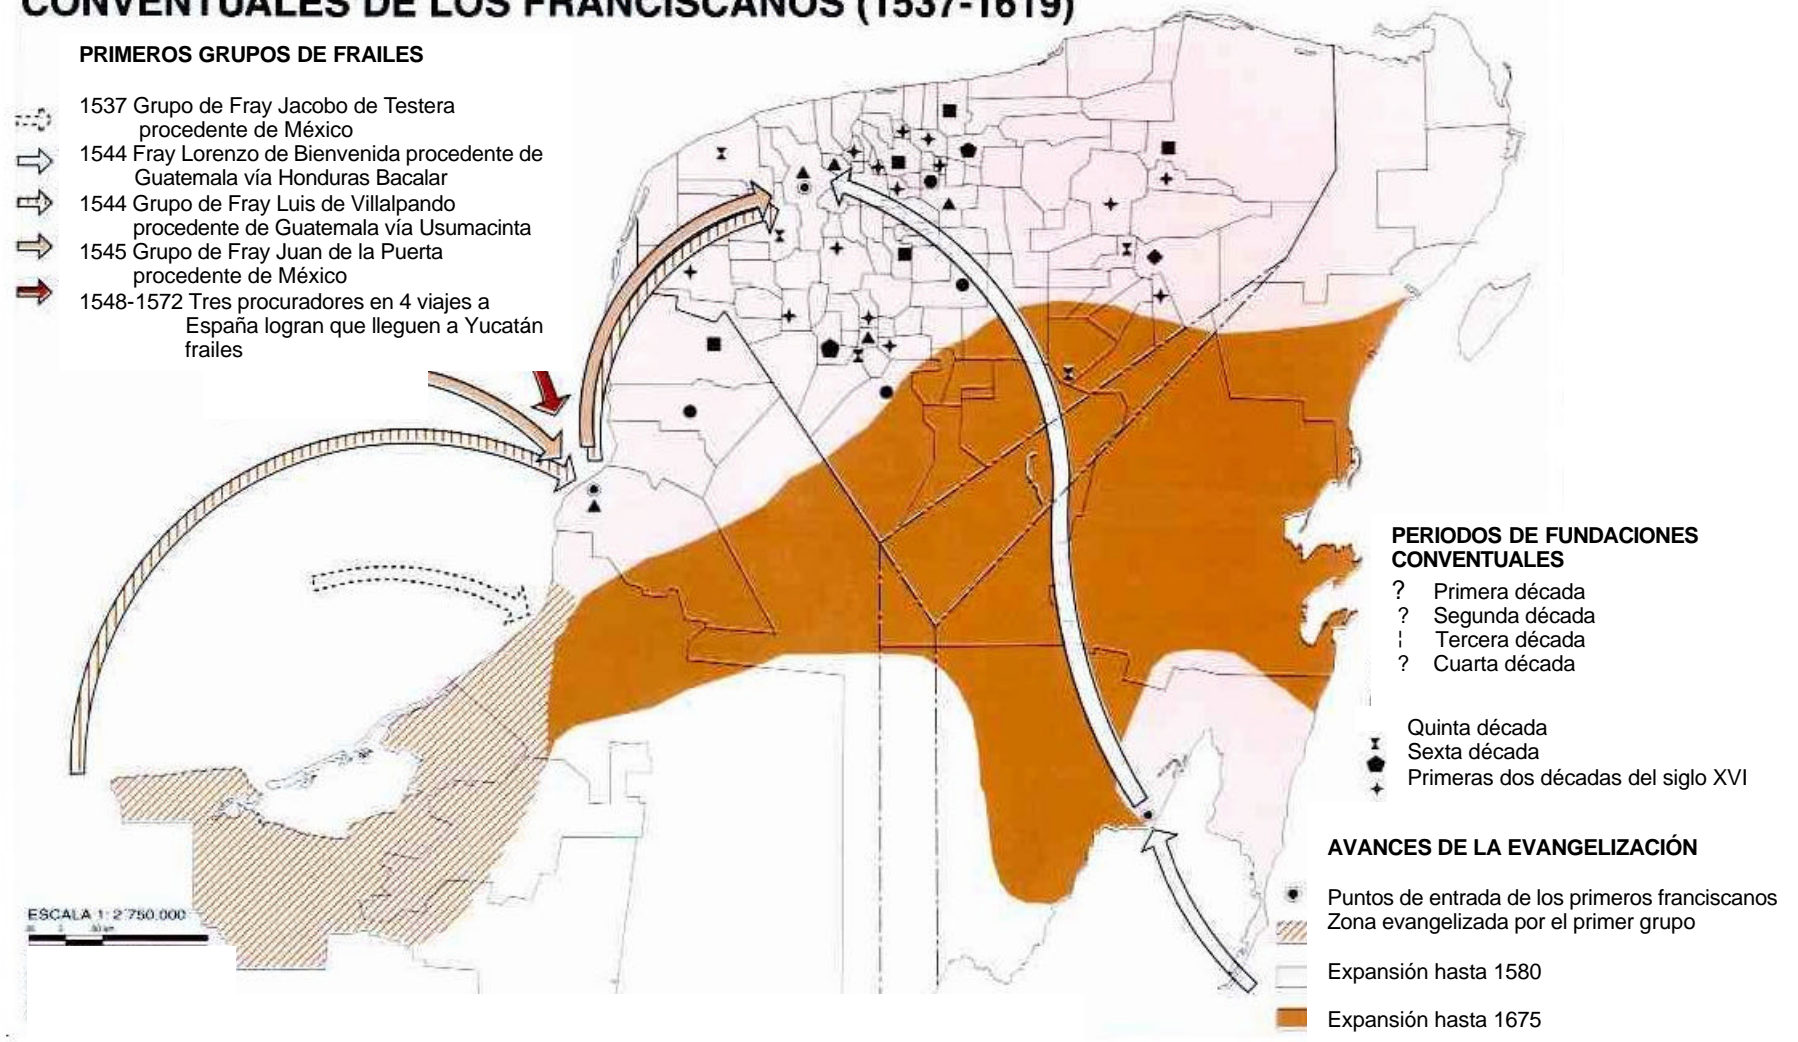 CONVENTUALES DE LOS FRANCISCANOS (1537-1619)
PRIMEROS GRUPOS DE FRAILES
1537 Grupo de Fray Jacobo de Testera
procedente de México
1544 Fray Lorenzo de Bienvenida procedente de
Guatemala vía Honduras Bacalar
1544 Grupo de Fray Luis de Villalpando
procedente de Guatemala vía Usumacinta
1545 Grupo de Fray Juan de la Puerta
procedente de México
1548-1572 Tres procuradores en 4 viajes a
España logran que lleguen a Yucatán
frailes
PERIODOS DE FUNDACIONES
CONVENTUALES
? Primera década
? Segunda década
¦ Tercera década
? Cuarta década
Quinta década
Sexta década
Primeras dos décadas del siglo XVI
AVANCES DE LA EVANGELIZACIÓN
Puntos de entrada de los primeros franciscanos
Zona evangelizada por el primer grupo
Expansión hasta 1580
Expansión hasta 1675
ESCALA 1: 2'750,000